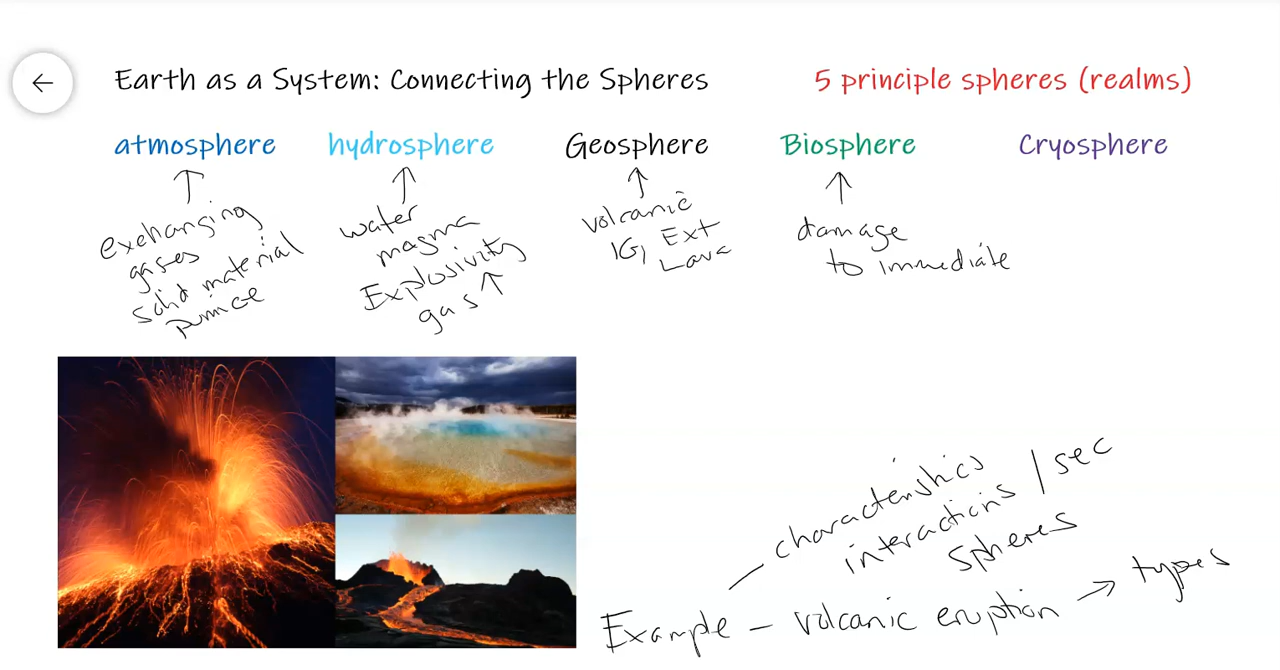 Earth as a System: Connecting the Spheres
5 principle spheres (realms)
atmosphere
hydrosphere
Geosphere
Biosphere
Cryosphere
exchanging
gases
solid material
pumice
water
magma
Explosivity
gas ↑
volcanic
IG, Ext
Lava
damage
to immediate
characteristics
interactions / sec
spheres
Example – volcanic eruption → types